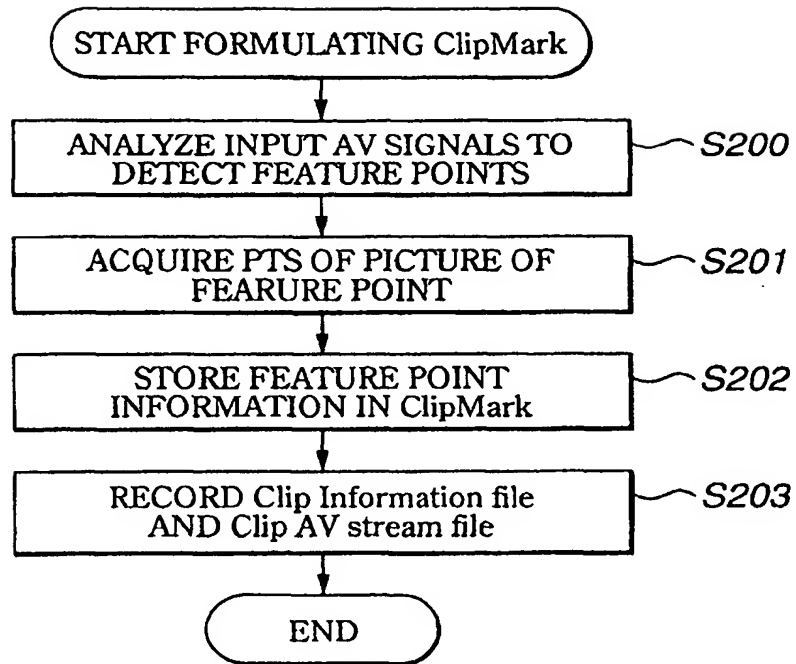 START FORMULATING ClipMark
ANALYZE INPUT AV SIGNALS TO
DETECT FEATURE POINTS
S200
ACQUIRE PTS OF PICTURE OF
FEARURE POINT
S201
STORE FEATURE POINT
INFORMATION IN ClipMark
S202
RECORD Clip Information file
AND Clip AV stream file
S203
END